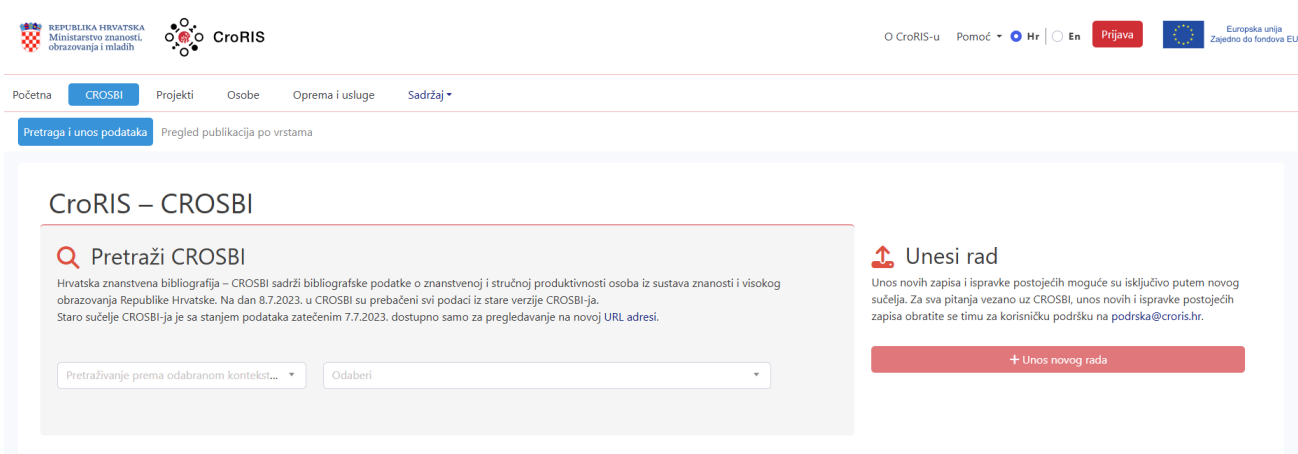 REPUBLIKA HRVATSKA
Ministarstvo znanosti,
obrazovanja i mladih
CroRIS
O CroRIS-u Pomoć Hr En Prijava
Europska unija
Zajedno do fondova EU
Početna CROSBI Projekti Osobe Oprema i usluge Sadržaj
Pretraga i unos podataka Pregled publikacija po vrstama
CroRIS – CROSBI
Pretraži CROSBI
Hrvatska znanstvena bibliografija – CROSBI sadrži bibliografske podatke o znanstvenoj i stručnoj produktivnosti osoba iz sustava znanosti i visokog
obrazovanja Republike Hrvatske. Na dan 8.7.2023. u CROSBI su prebačeni svi podaci iz stare verzije CROSBI-ja.
Staro sučelje CROSBI-ja je sa stanjem podataka zatečenim 7.7.2023. dostupno samo za pregledavanje na novoj URL adresi.
Pretraživanje prema odabranom kontekst... Odaberi
Unesi rad
Unos novih zapisa i ispravke postojećih moguće su isključivo putem novog
sučelja. Za sva pitanja vezano uz CROSBI, unos novih i ispravke postojećih
zapisa obratite se timu za korisničku podršku na podrska@croris.hr.
+ Unos novog rada